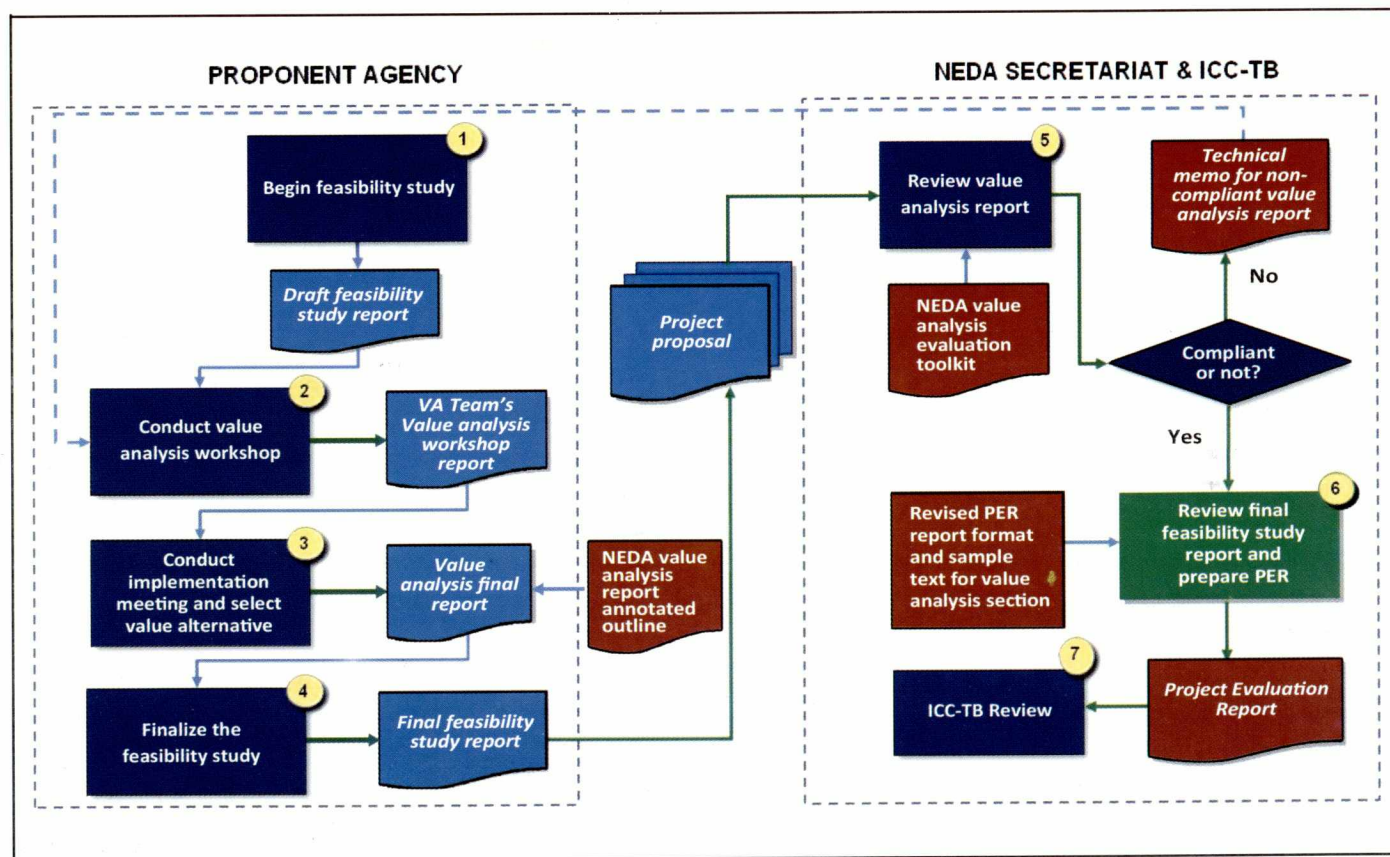 PROPONENT AGENCY
1
Begin feasibility study
Draft feasibility
study report
2
Conduct value
analysis workshop
VA Team’s
Value analysis
workshop
report
3
Conduct
implementation
meeting and select
value alternative
Value
analysis final
report
NEDA value
analysis
report
annotated
outline
4
Finalize the
feasibility study
Final feasibility
study report
Project
proposal
NEDA SECRETARIAT & ICC-TB
5
Review value
analysis report
Technical
memo for non-
compliant value
analysis report
No
NEDA value
analysis
evaluation
toolkit
Compliant
or not?
Yes
6
Revised PER
report format
and sample
text for value
analysis section
Review final
feasibility study
report and
prepare PER
7
ICC-TB Review
Project Evaluation
Report